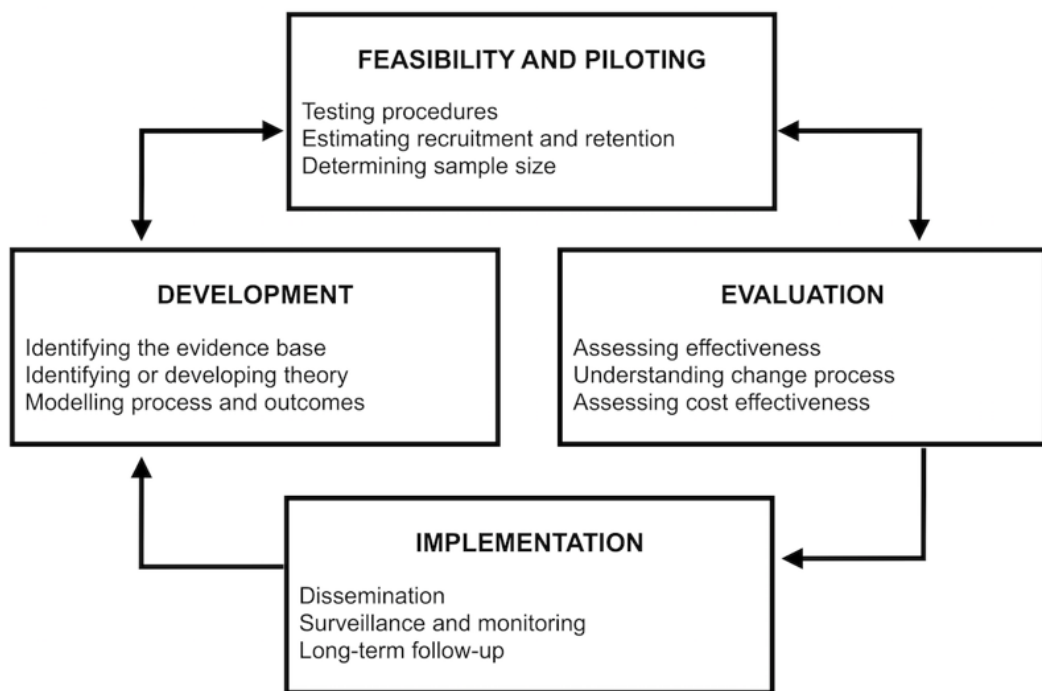 FEASIBILITY AND PILOTING
Testing procedures
Estimating recruitment and retention
Determining sample size
DEVELOPMENT
Identifying the evidence base
Identifying or developing theory
Modelling process and outcomes
EVALUATION
Assessing effectiveness
Understanding change process
Assessing cost effectiveness
IMPLEMENTATION
Dissemination
Surveillance and monitoring
Long-term follow-up